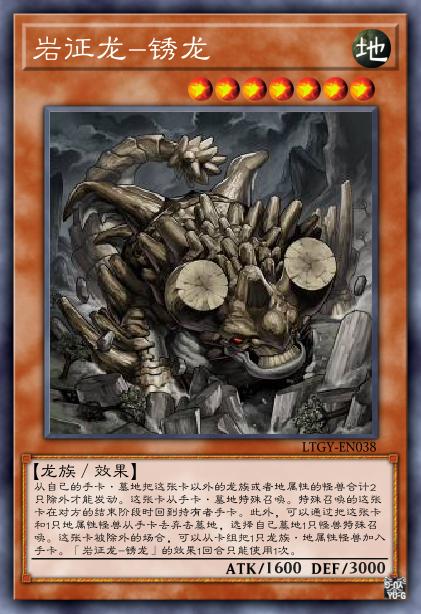 岩征龙-锈龙
地
LTGY-EN038
【龙族/效果】
从自己的手卡·墓地把这张卡以外的龙族或者地属性的怪兽合计2
只除外才能发动。这张卡从手卡·墓地特殊召唤。特殊召唤的这张
卡在对方的结束阶段时回到持有者手卡。此外，可以通过把这张卡
和1只地属性怪兽从手卡丢弃去墓地，选择自己墓地1只怪兽特殊召
唤。这张卡被除外的场合，可以从卡组把1只龙族·地属性怪兽加入
手卡。「岩征龙-锈龙」的效果1回合只能使用1次。
ATK/1600 DEF/3000